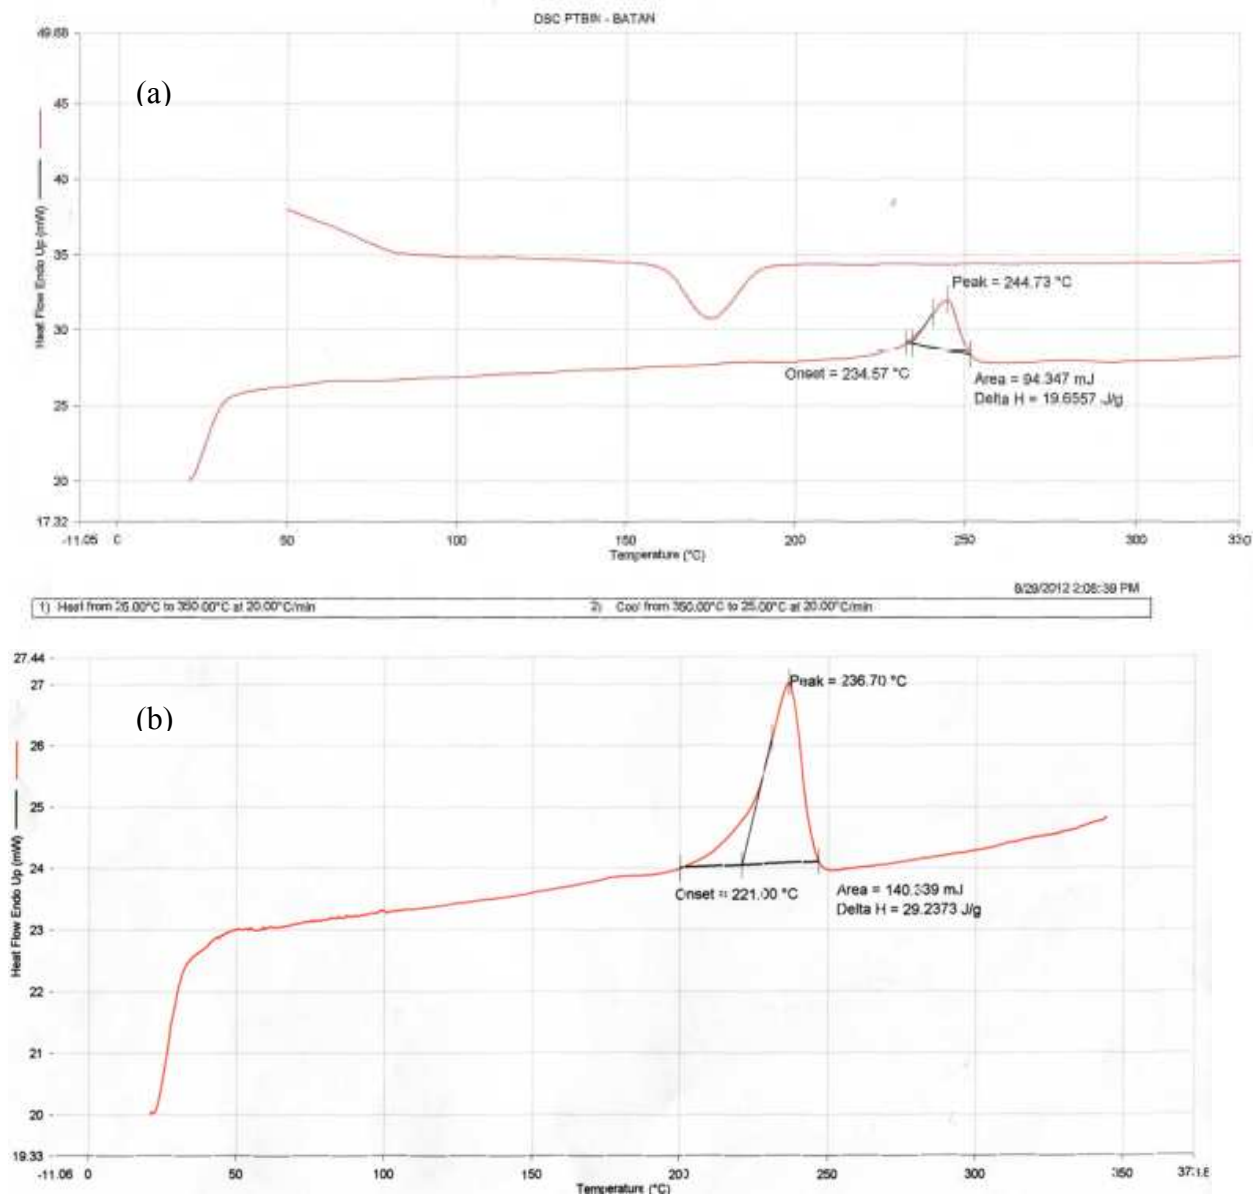 DSC PTBIN - BATAN
49.68
(a)
45
40
35
30
25
20
17.32
Heat Flow Endo Up (mW)
Peak = 244.73 °C
Onset = 234.57 °C
Area = 94.347 mJ
Delta H = 19.6557 J/g
-11.06 0 50 100 150 200 250 300 330
Temperature (°C)
2:06:39 PM
1) Heat from 25.00°C to 350.00°C at 20.00°C/min 2) Cool from 350.00°C to 25.00°C at 20.00°C/min
27.44
27
(b)
26
25
24
23
22
21
20
19.33
Heat Flow Endo Up (mW)
Peak = 236.70 °C
Onset = 221.00 °C
Area = 140.339 mJ
Delta H = 29.2373 J/g
-11.06 0 50 100 150 200 250 300 350
Temperature (°C)